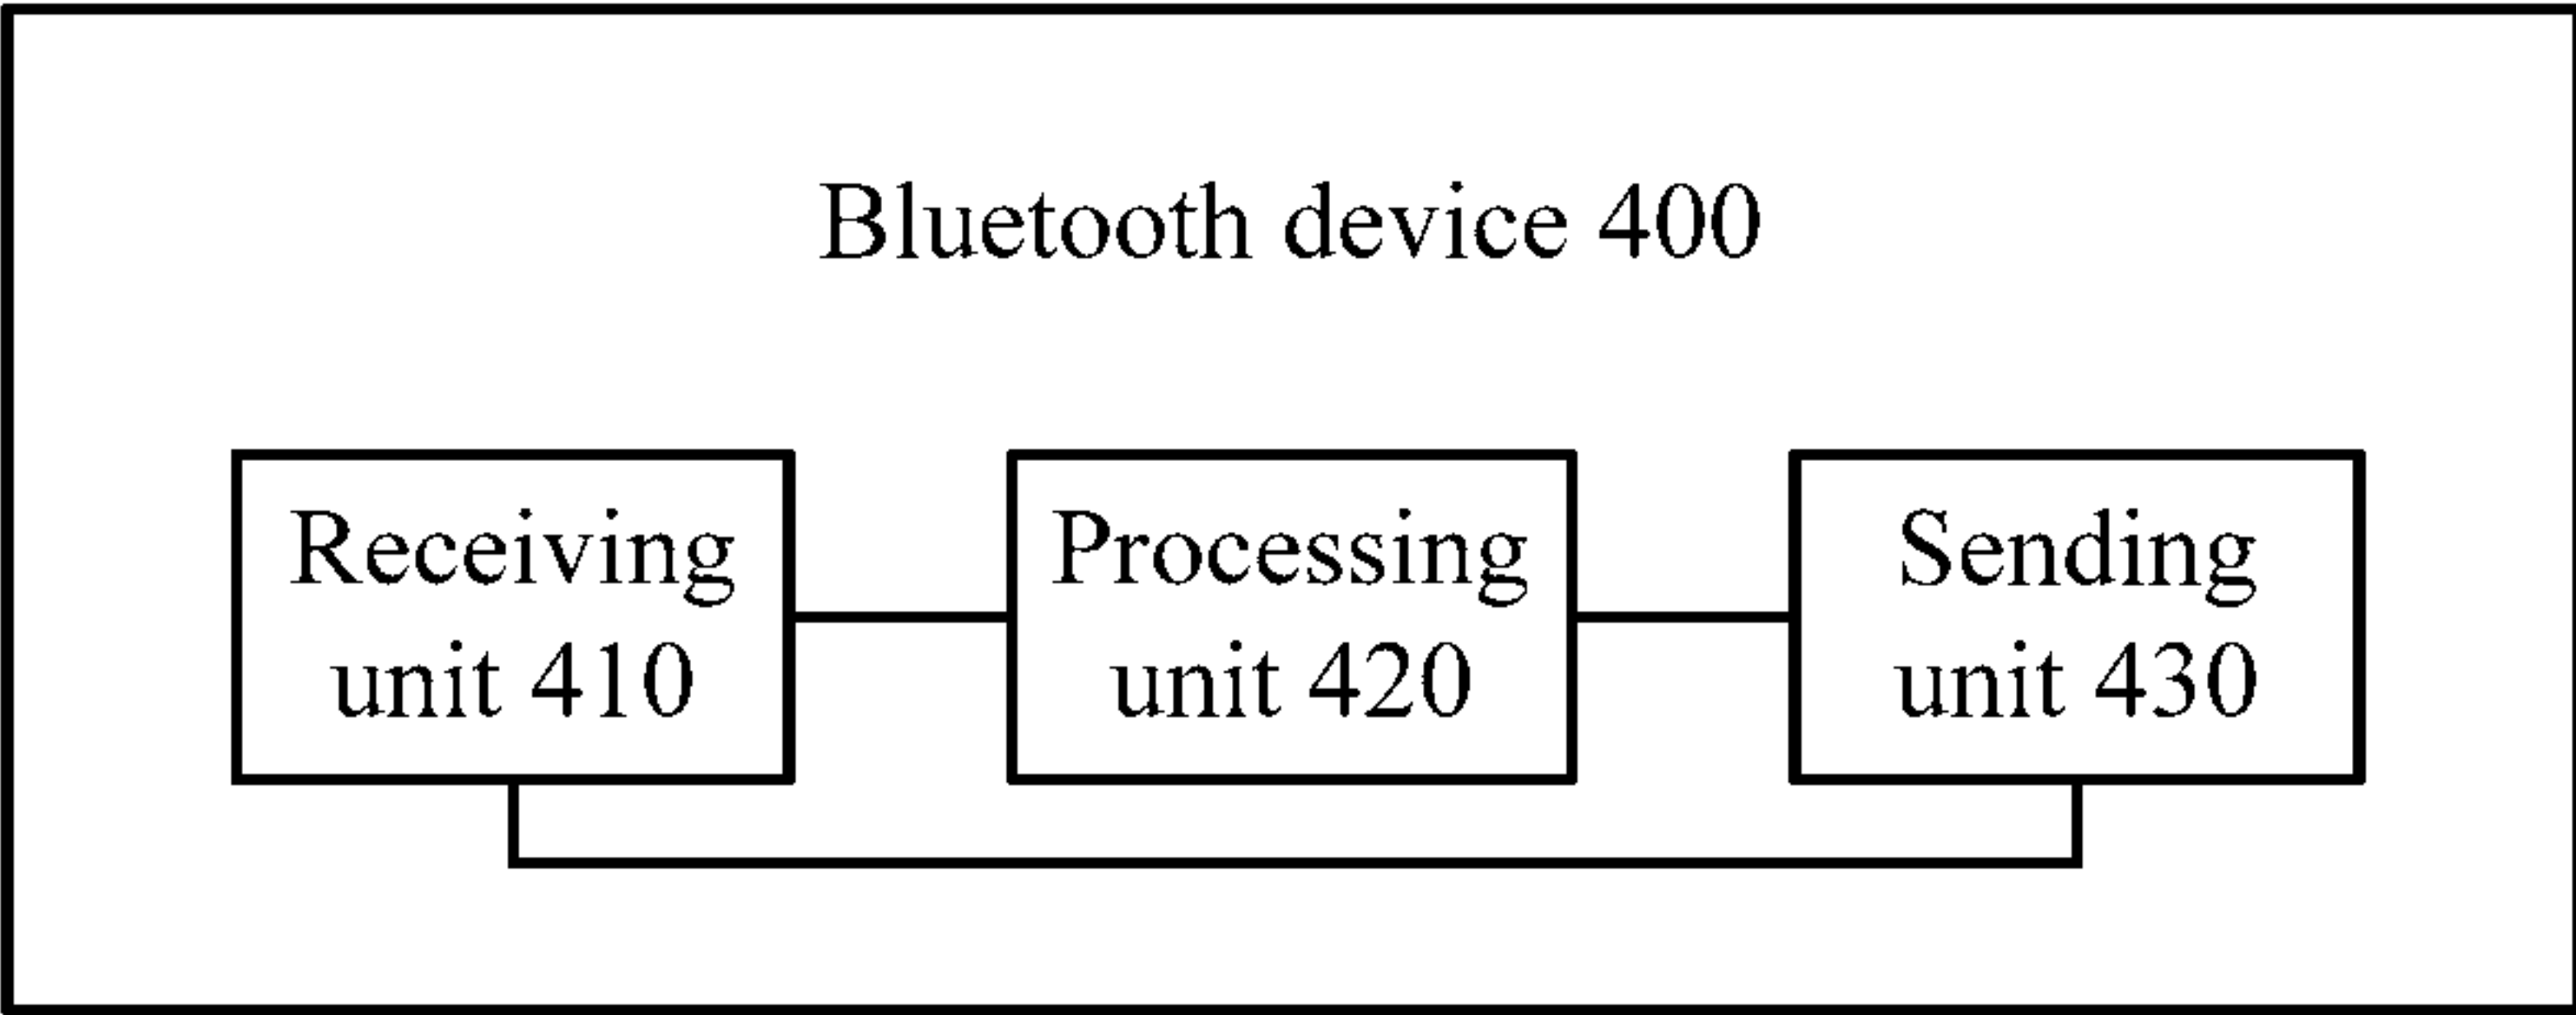 Bluetooth device 400
Receiving
unit 410
Processing
unit 420
Sending
unit 430